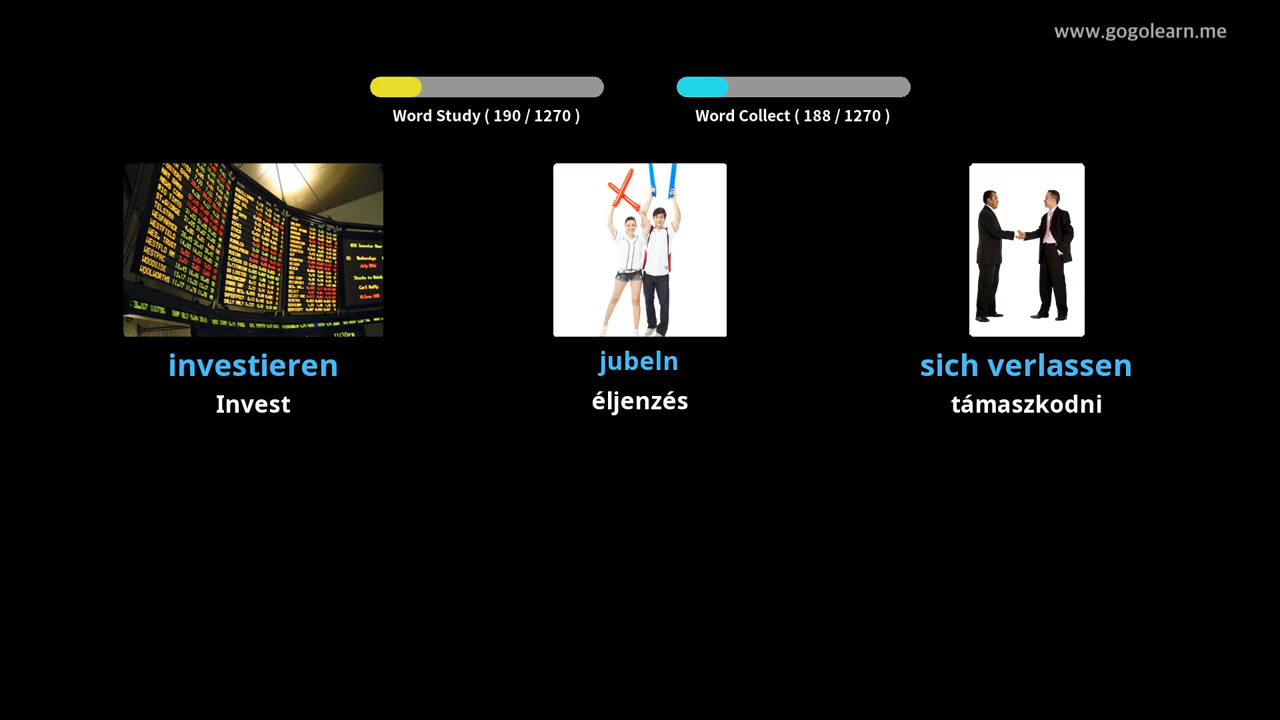 www.gogolearn.me
Word Study ( 190 / 1270 )
Word Collect ( 188 / 1270 )
investieren
Invest
jubeln
éljenzés
sich verlassen
támaszkodni